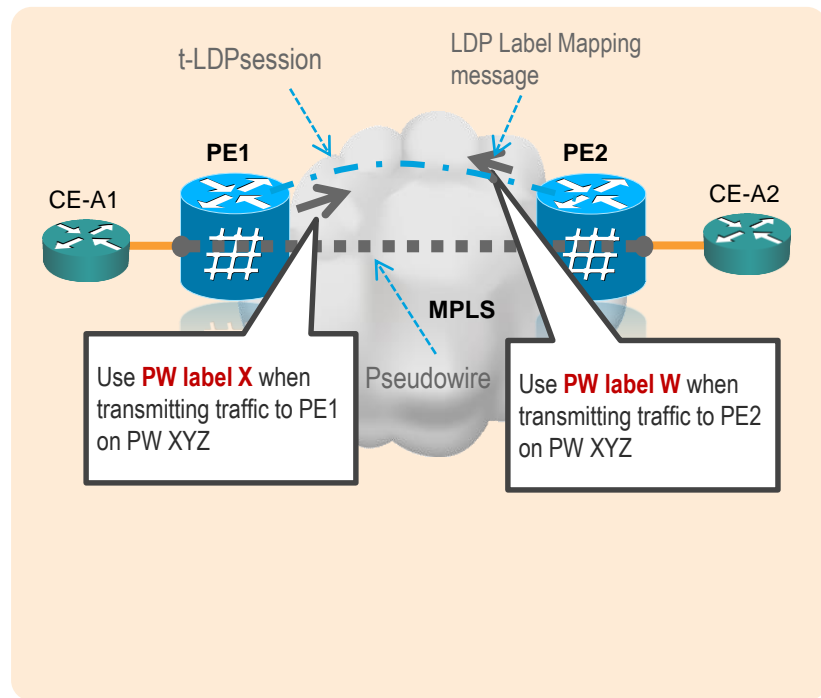 t-LDPsession
LDP Label Mapping
message
PE1
PE2
CE-A1
CE-A2
MPLS
Pseudowire
Use PW label X when
transmitting traffic to PE1
on PW XYZ
Use PW label W when
transmitting traffic to PE2
on PW XYZ